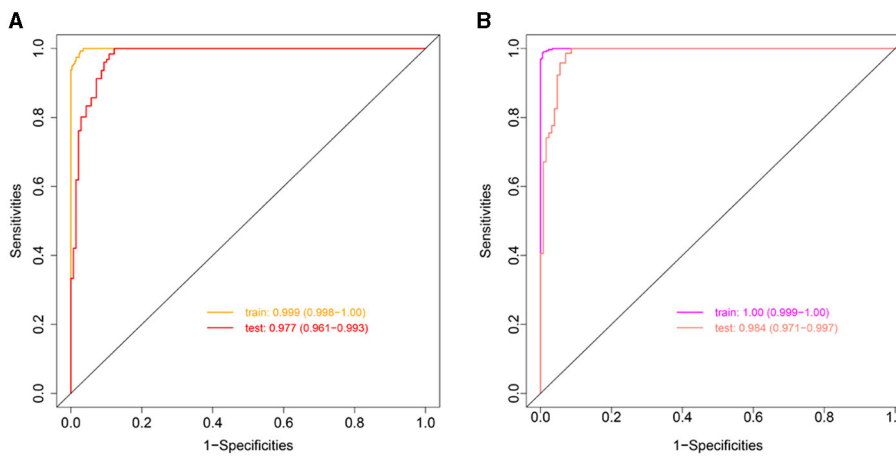 A
Sensitivities
0.0 0.2 0.4 0.6 0.8 1.0
train: 0.999 (0.998−1.00)
test: 0.977 (0.961−0.993)
0.0 0.2 0.4 0.6 0.8 1.0
1−Specificities
B
Sensitivities
0.0 0.2 0.4 0.6 0.8 1.0
train: 1.00 (0.999−1.00)
test: 0.984 (0.971−0.997)
0.0 0.2 0.4 0.6 0.8
1−Specificities